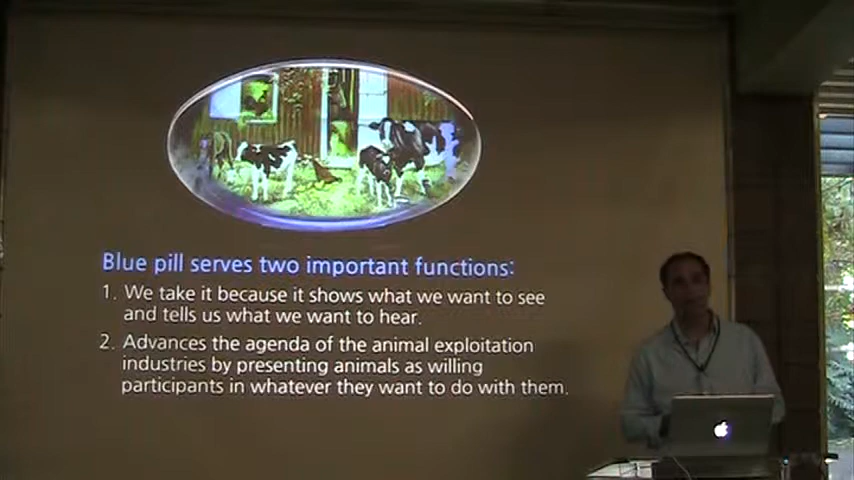 Blue pill serves two important functions:
1. We take it because it shows what we want to see
and tells us what we want to hear.
2. Advances the agenda of the animal exploitation
industries by presenting animals as willing
participants in whatever they want to do with them.